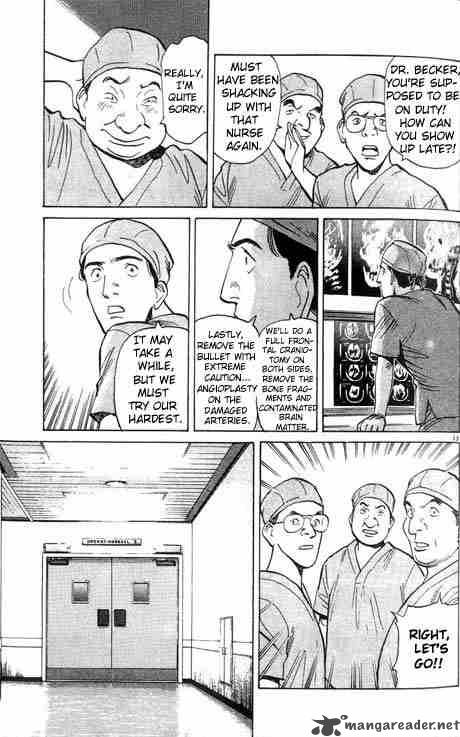 DR. BECKER,
YOU'RE SUP-
POSED TO BE
ON DUTY!
HOW CAN
YOU SHOW
UP LATE?!
MUST
HAVE BEEN
SHACKING
UP WITH
THAT
NURSE
AGAIN.
REALLY,
I'M
QUITE
SORRY.
WE'LL DO A
FULL FRON-
TAL CRANIO-
TOMY ON
BOTH SIDES,
REMOVE THE
BONE FRAG-
MENTS AND
CONTAMINATED
BRAIN
MATTER.
LASTLY,
REMOVE THE
BULLET WITH
EXTREME
CAUTION...
ANGIOPLASTY
ON THE
DAMAGED
ARTERIES.
IT MAY
TAKE A
WHILE,
BUT WE
MUST
TRY OUR
HARDEST.
13
RIGHT,
LET'S
GO!!
mangareader.net